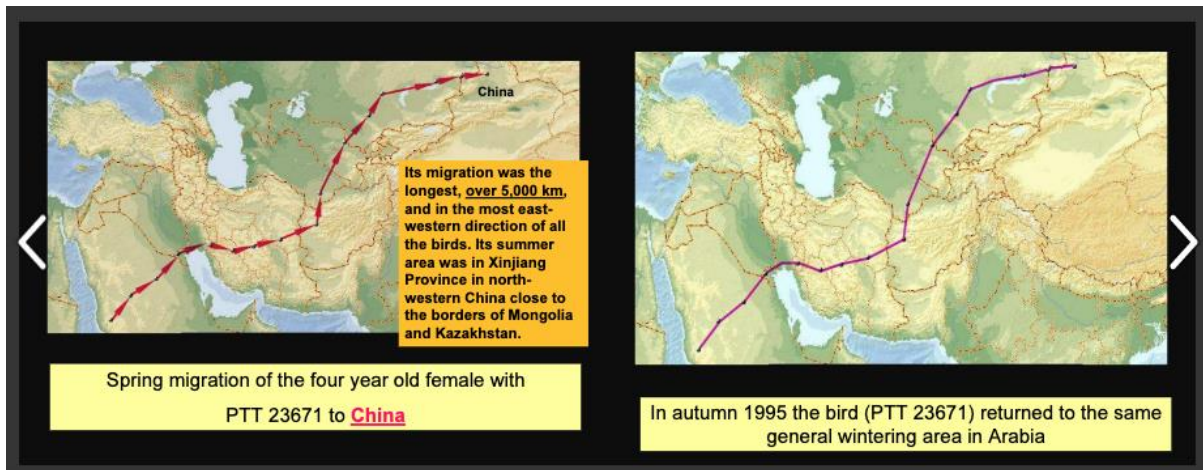 China
Its migration was the
longest, over 5,000 km,
and in the most east-
western direction of all
the birds. Its summer
area was in Xinjiang
Province in north-
western China close to
the borders of Mongolia
and Kazakhstan.
Spring migration of the four year old female with
PTT 23671 to China
In autumn 1995 the bird (PTT 23671) returned to the same
general wintering area in Arabia